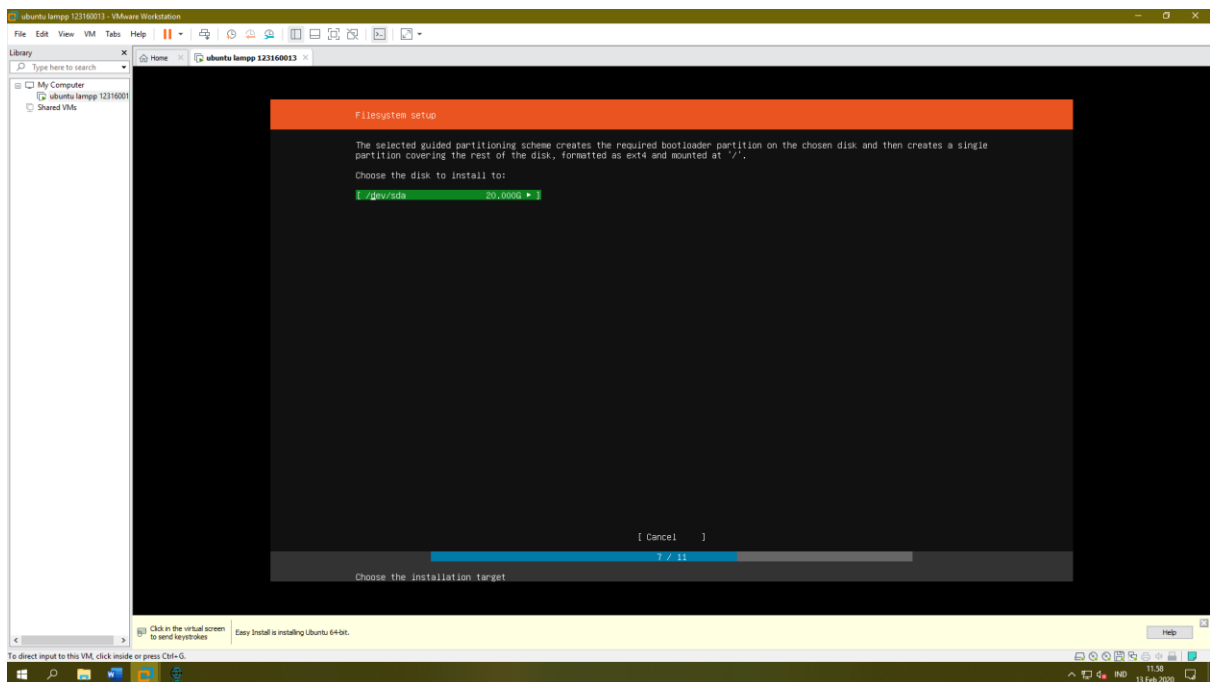 ubuntu lampp 123160013 - VMware Workstation
File Edit View VM Tabs Help
Library
Type here to search
My Computer
ubuntu lampp 12316001
Shared VMs
Home
ubuntu lampp 123160013
Filesystem setup
The selected guided partitioning scheme creates the required bootloader partition on the chosen disk and then creates a single
partition covering the rest of the disk, formatted as ext4 and mounted at '/'.
Choose the disk to install to:
[ /dev/sda 20.000G ▸ ]
[ Cancel ]
7 / 11
Choose the installation target
Click in the virtual screen
to send keystrokes
Easy Install is installing Ubuntu 64-bit.
Help
To direct input to this VM, click inside or press Ctrl+G.
IND
11.58
13 Feb 2020